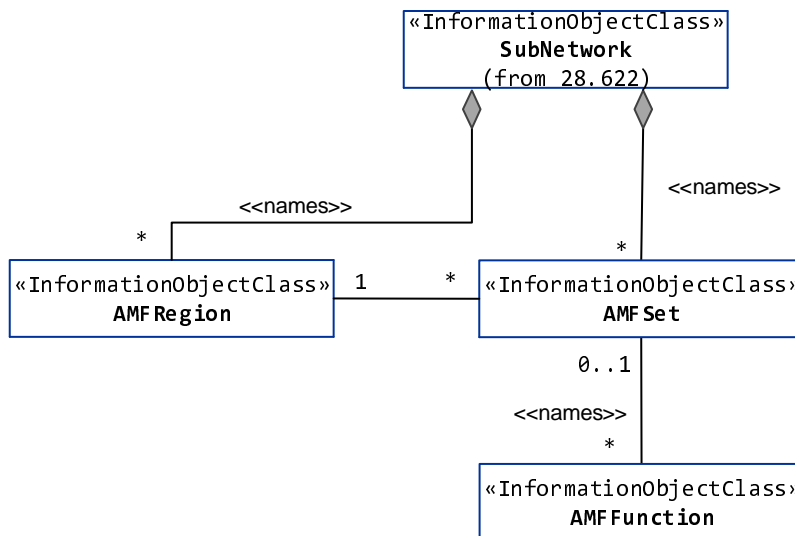 «InformationObjectClass»
SubNetwork
(from 28.622)
<<names>>
<<names>>
*
*
«InformationObjectClass»
AMFRegion
1
*
«InformationObjectClass»
AMFSet
0..1
<<names>>
*
«InformationObjectClass»
AMFFunction